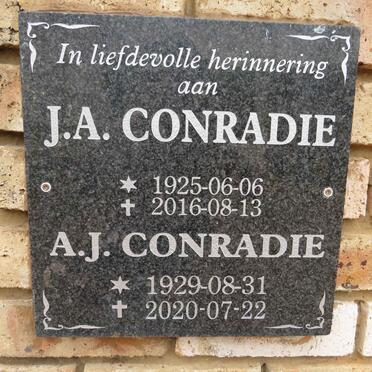 In liefdevolle herinnering
aan
J.A. CONRADIE
✶ 1925-06-06
✝ 2016-08-13
A.J. CONRADIE
✶ 1929-08-31
✝ 2020-07-22